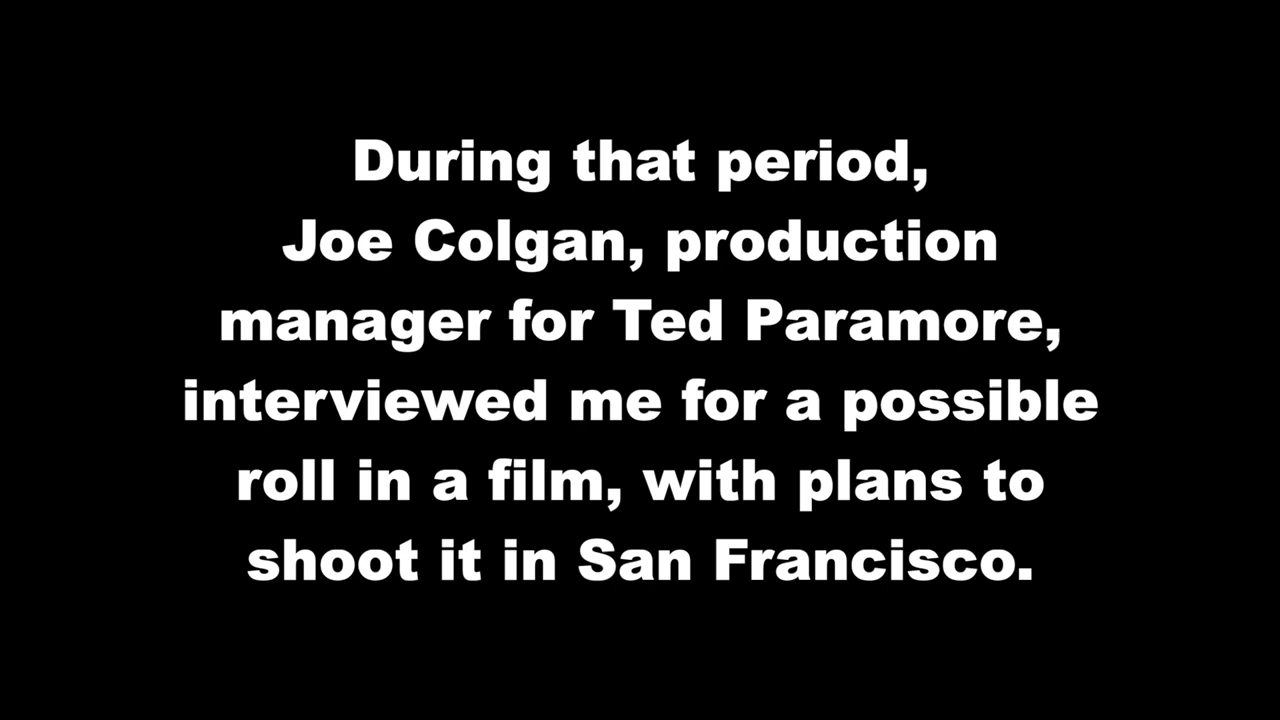 During that period,
Joe Colgan, production
manager for Ted Paramore,
interviewed me for a possible
roll in a film, with plans to
shoot it in San Francisco.